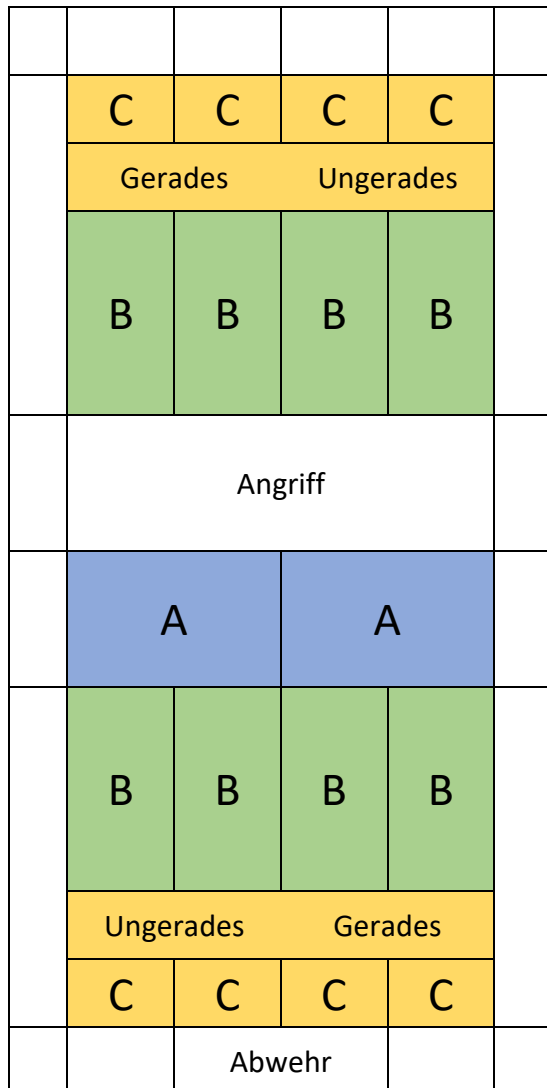 C C C C
Gerades Ungerades
B B B B
Angriff
A A
B B B B
Ungerades Gerades
C C C C
Abwehr